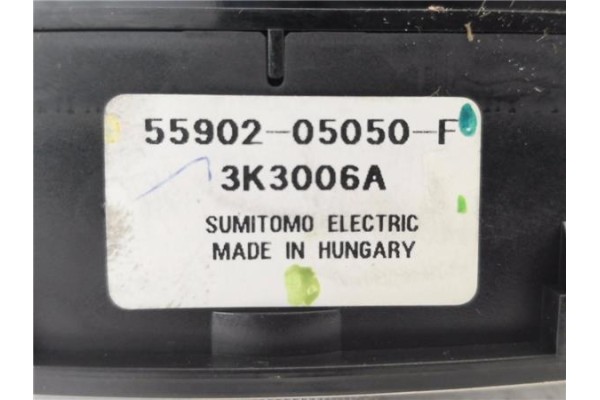 55902-05050-F
3K3006A
SUMITOMO ELECTRIC
MADE IN HUNGARY